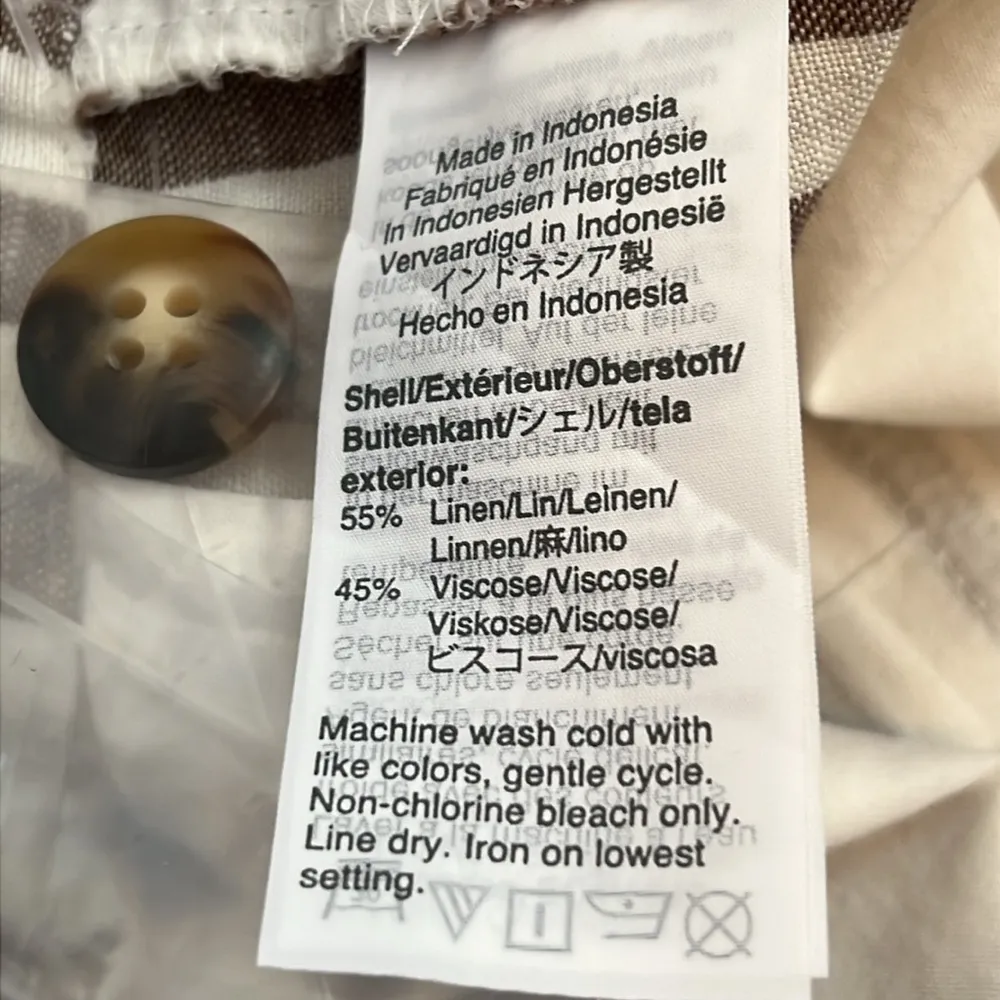 Made in Indonesia
Fabriqué en Indonésie
In Indonesien Hergestellt
Vervaardigd in Indonesië
インドネシア製
Hecho en Indonesia
Shell/Extérieur/Oberstoff/
Buitenkant/シェル/tela
exterior:
55% Linen/Lin/Leinen/
Linnen/麻/lino
45% Viscose/Viscose/
Viskose/Viscose/
ビスコース/viscosa
Machine wash cold with
like colors, gentle cycle.
Non-chlorine bleach only.
Line dry. Iron on lowest
setting.